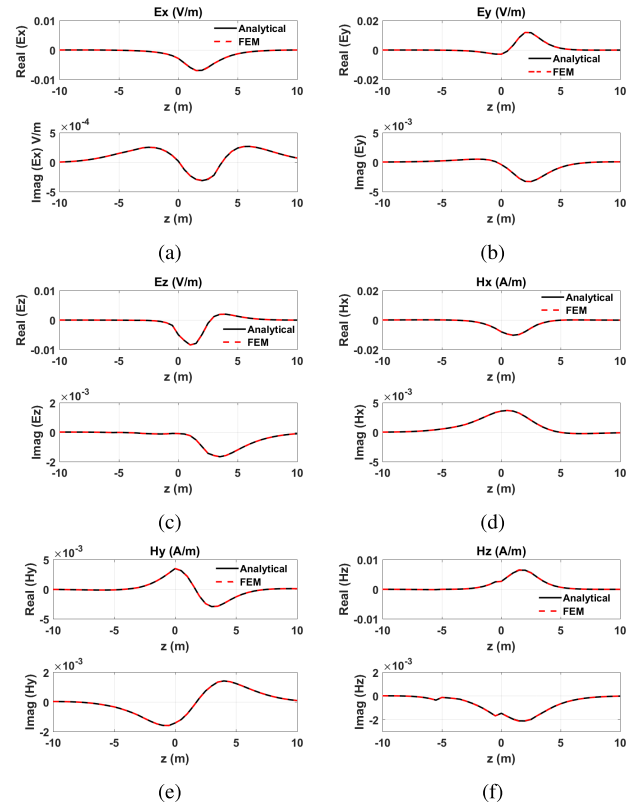 Ex (V/m)
Real (Ex)
0.01
0
-0.01
Analytical
FEM
-10 -5 0 5 10
z (m)
×10⁻⁴
Imag (Ex) V/m
5
0
-5
-10 -5 0 5 10
z (m)
(a)
Ey (V/m)
Real (Ey)
0.02
0
-0.02
Analytical
FEM
-10 -5 0 5 10
z (m)
×10⁻³
Imag (Ey)
5
0
-5
-10 -5 0 5 10
z (m)
(b)
Ez (V/m)
Real (Ez)
0.01
0
-0.01
Analytical
FEM
-10 -5 0 5 10
z (m)
×10⁻³
Imag (Ez)
2
0
-2
-10 -5 0 5 10
z (m)
(c)
Hx (A/m)
Real (Hx)
0.02
0
-0.02
Analytical
FEM
-10 -5 0 5 10
z (m)
×10⁻³
Imag (Hx)
5
0
-5
-10 -5 0 5 10
z (m)
(d)
Hy (A/m)
×10⁻³
Real (Hy)
5
0
-5
Analytical
FEM
-10 -5 0 5 10
z (m)
×10⁻³
Imag (Hy)
2
0
-2
-10 -5 0 5 10
z (m)
(e)
Hz (A/m)
Real (Hz)
0.01
0
-0.01
Analytical
FEM
-10 -5 0 5 10
z (m)
×10⁻³
Imag (Hz)
2
0
-2
-10 -5 0 5 10
z (m)
(f)